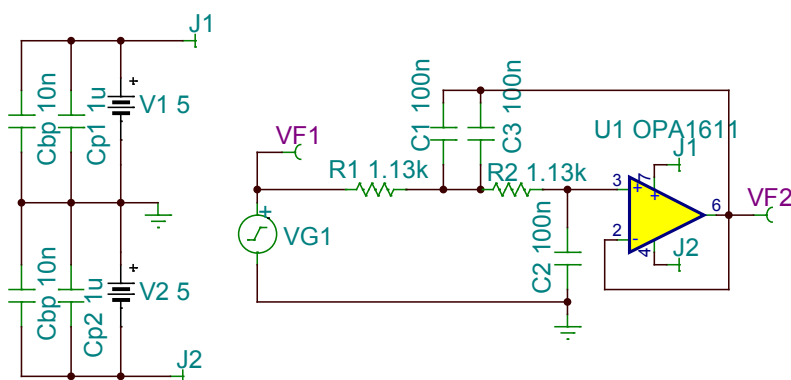 J1
Cbp 10n
Cp1 1u
+
V1 5
Cbp 10n
Cp2 1u
+
V2 5
J2
VF1
+
VG1
R1 1.13k
C1 100n
C3 100n
R2 1.13k
C2 100n
U1 OPA1611
J1
3
+
7
+
2
-
4
-
6
J2
VF2